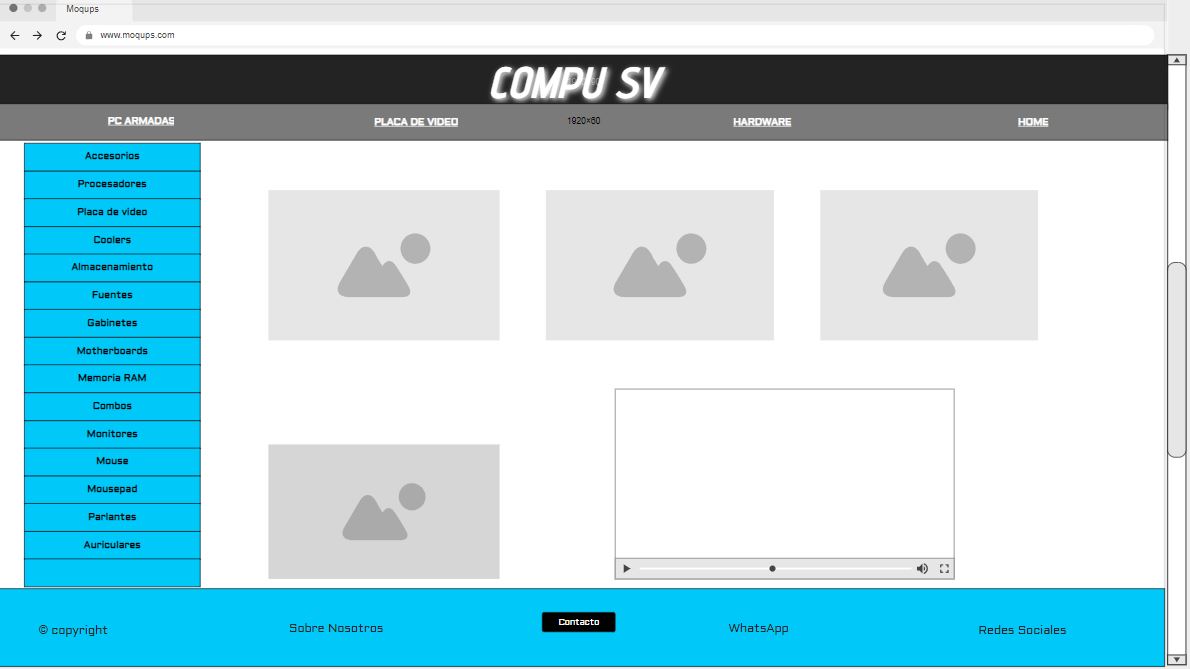 Moqups
www.moqups.com
COMPU SV
PC ARMADAS
PLACA DE VIDEO
1920×60
HARDWARE
HOME
Accesorios
Procesadores
Placa de video
Coolers
Almacenamiento
Fuentes
Gabinetes
Motherboards
Memoria RAM
Combos
Monitores
Mouse
Mousepad
Parlantes
Auriculares
© copyright
Sobre Nosotros
Contacto
WhatsApp
Redes Sociales